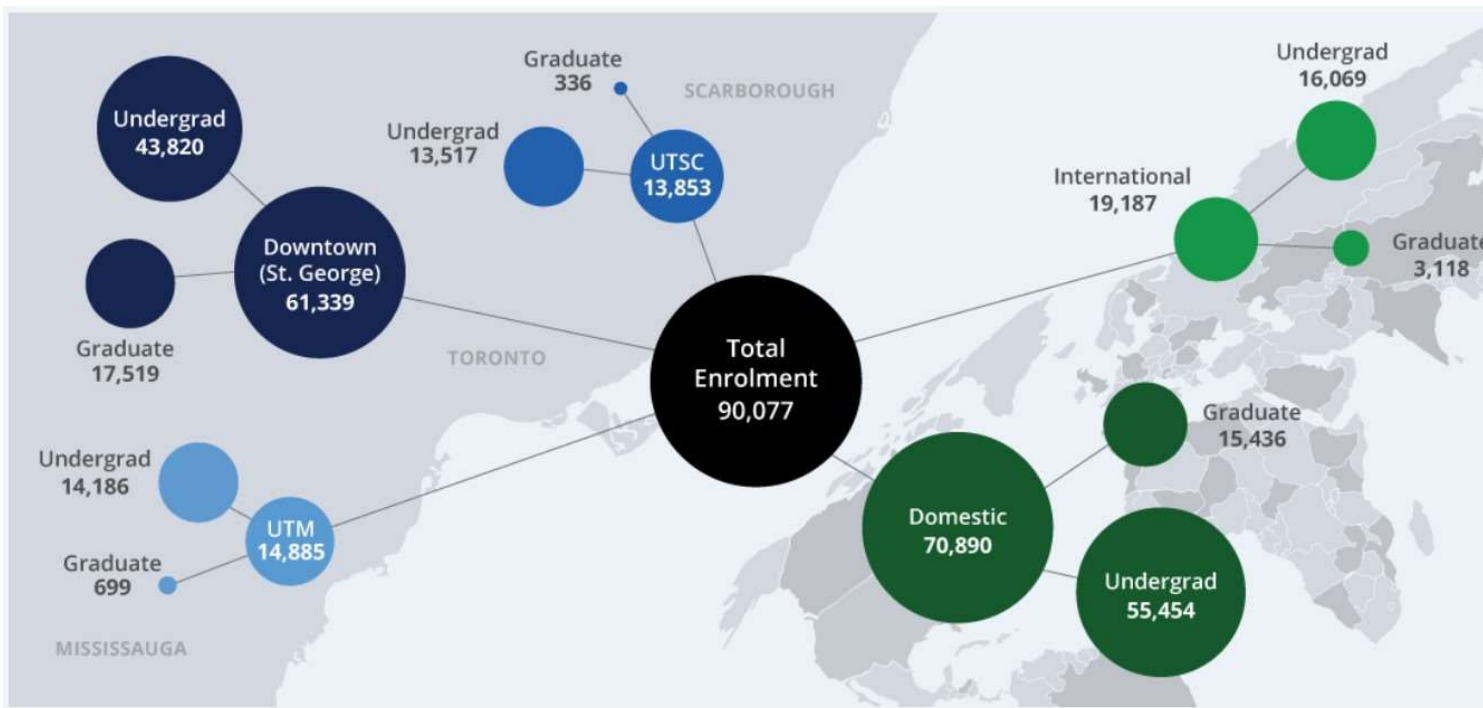 Undergrad
43,820
Downtown
(St. George)
61,339
Graduate
17,519
Graduate
336
SCARBOROUGH
Undergrad
13,517
UTSC
13,853
TORONTO
Undergrad
14,186
UTM
14,885
Graduate
699
MISSISSAUGA
Total
Enrolment
90,077
Undergrad
16,069
International
19,187
Graduate
3,118
Graduate
15,436
Domestic
70,890
Undergrad
55,454